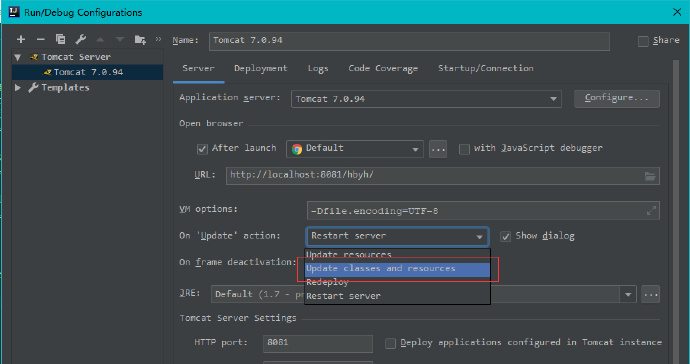 Run/Debug Configurations
Name: Tomcat 7.0.94
Share
Tomcat Server
Tomcat 7.0.94
Templates
Server Deployment Logs Code Coverage Startup/Connection
Application server: Tomcat 7.0.94 Configure...
Open browser
After launch Default ... with JavaScript debugger
URL: http://localhost:8081/hbyh/
VM options: -Dfile.encoding=UTF-8
On 'Update' action: Restart server Show dialog
Update resources
On frame deactivation: Update classes and resources
Redeploy
JRE: Default (1.7 - pr ...
Restart server
Tomcat Server Settings
HTTP port: 8081 Deploy applications configured in Tomcat instance